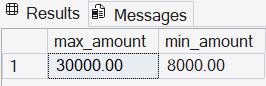 Results Messages
max_amount min_amount
1 30000.00 8000.00